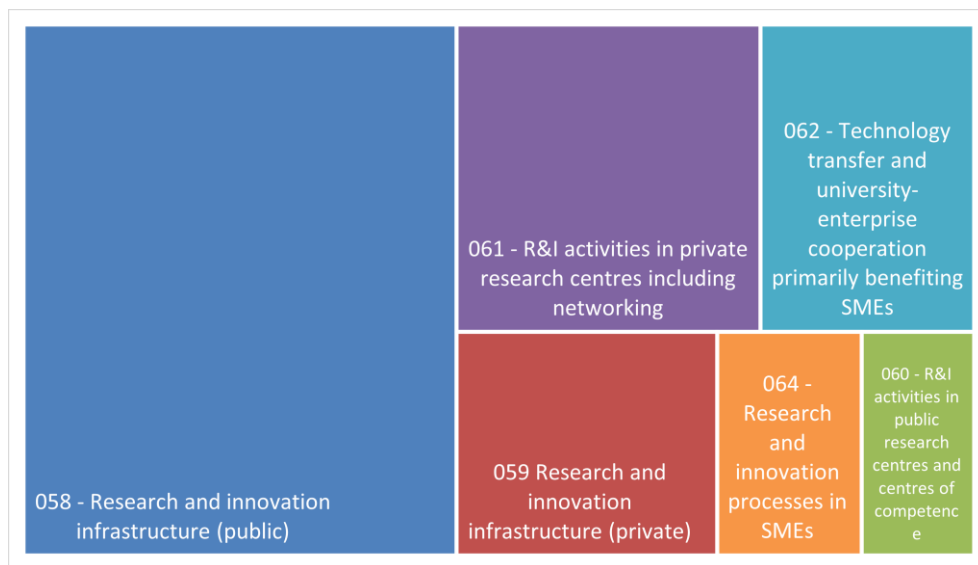 058 - Research and innovation
infrastructure (public)
061 - R&I activities in private
research centres including
networking
062 - Technology
transfer and
university-
enterprise
cooperation
primarily benefiting
SMEs
059 Research and
innovation
infrastructure (private)
064 -
Research
and
innovation
processes in
SMEs
060 - R&I
activities in
public
research
centres and
centres of
competenc
e